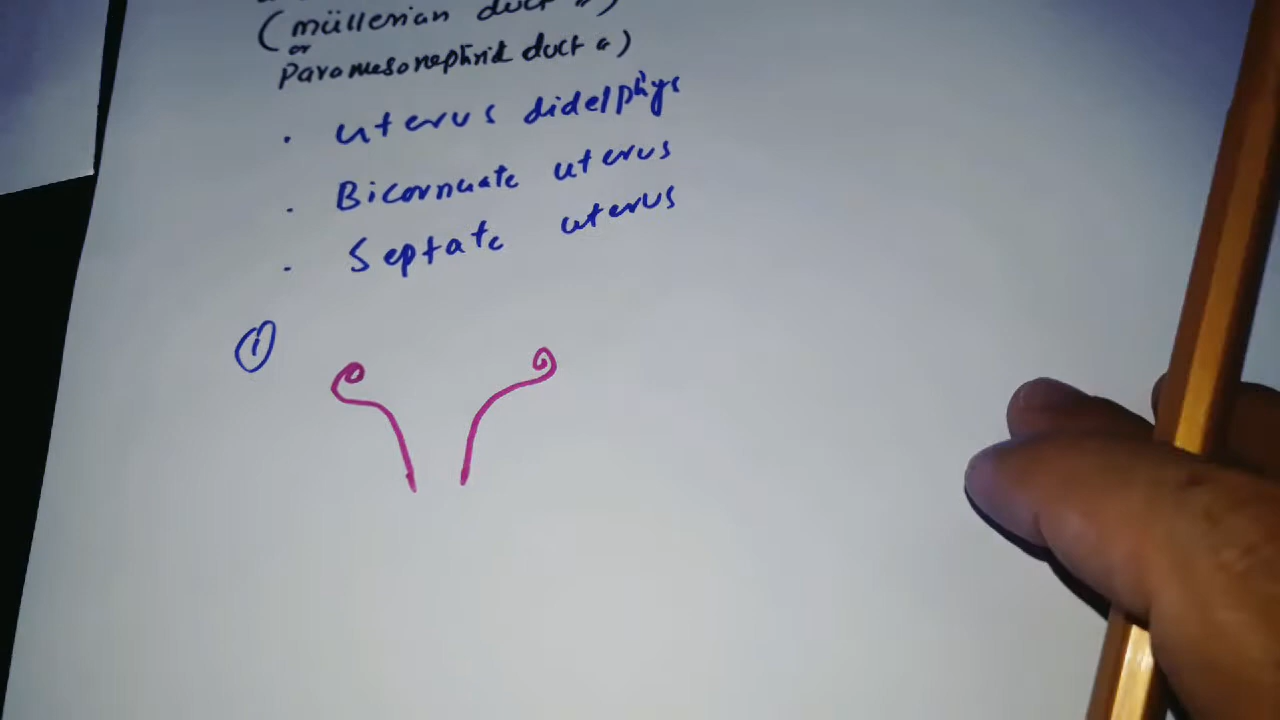 (müllerian duct
or
paramesonephric duct
. uterus didelphys
. Bicornuate uterus
. Septate uterus
①